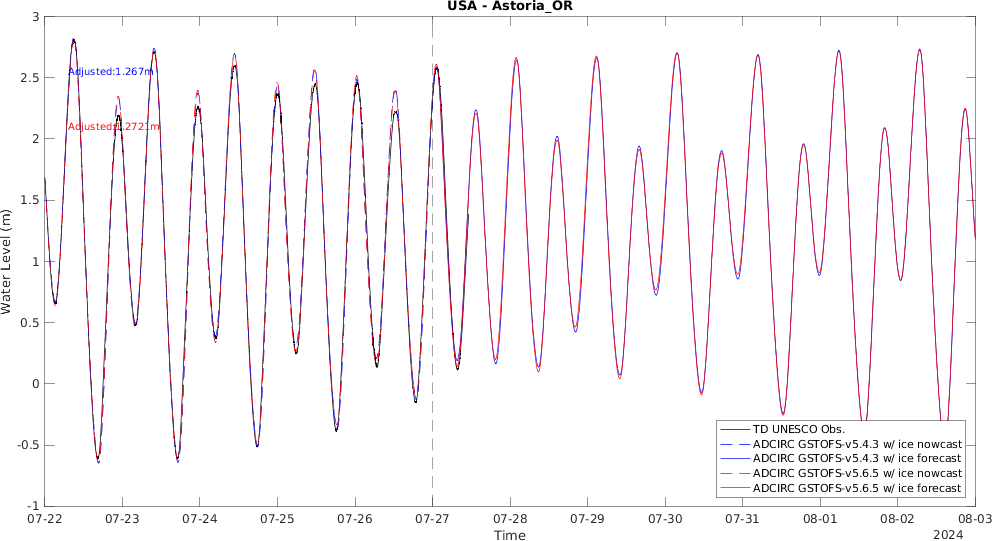 USA - Astoria_OR
3
2.5
2
1.5
1
0.5
0
-0.5
-1
Water Level (m)
Adjusted:1.267m
Adjusted:1.2721m
TD UNESCO Obs.
ADCIRC GSTOFS-v5.4.3 w/ ice nowcast
ADCIRC GSTOFS-v5.4.3 w/ ice forecast
ADCIRC GSTOFS-v5.6.5 w/ ice nowcast
ADCIRC GSTOFS-v5.6.5 w/ ice forecast
07-22 07-23 07-24 07-25 07-26 07-27 07-28 07-29 07-30 07-31 08-01 08-02 08-03
Time
2024